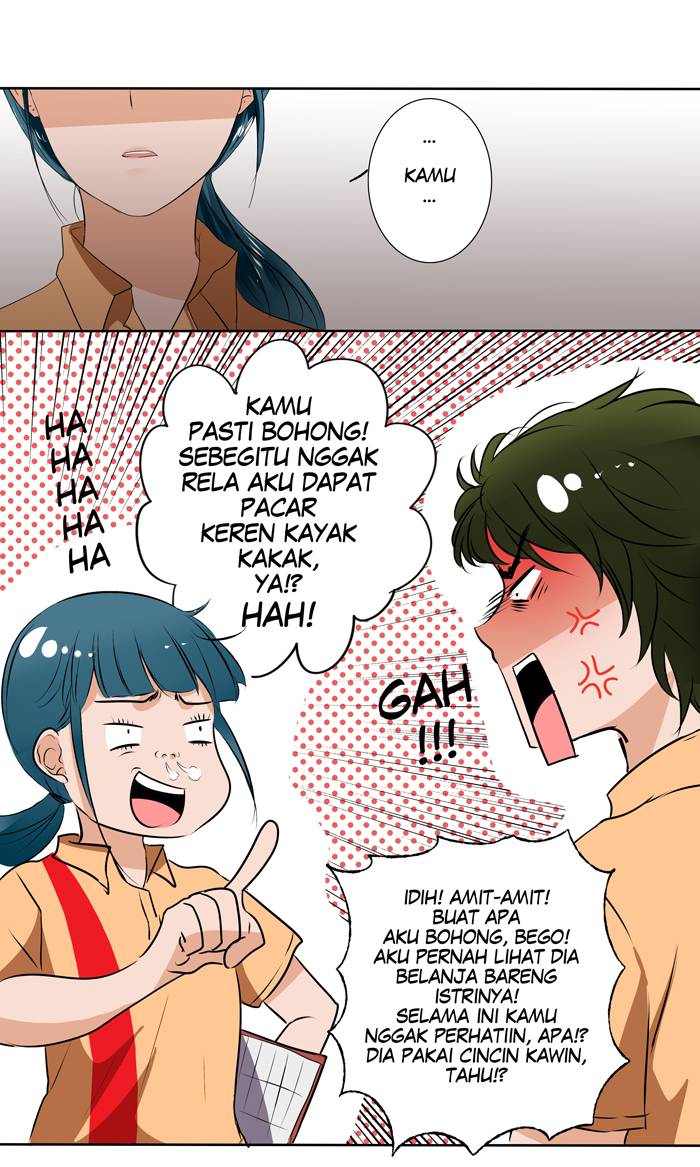 ...
KAMU
...
KAMU
PASTI BOHONG!
SEBEGITU NGGAK
RELA AKU DAPAT
PACAR
KEREN KAYAK
KAKAK,
YA!?
HAH!
HA
HA
HA
HA
HA
GAH
!!!
IDIH! AMIT-AMIT!
BUAT APA
AKU BOHONG, BEGO!
AKU PERNAH LIHAT DIA
BELANJA BARENG
ISTRINYA!
SELAMA INI KAMU
NGGAK PERHATIIN, APA!?
DIA PAKAI CINCIN KAWIN,
TAHU!?